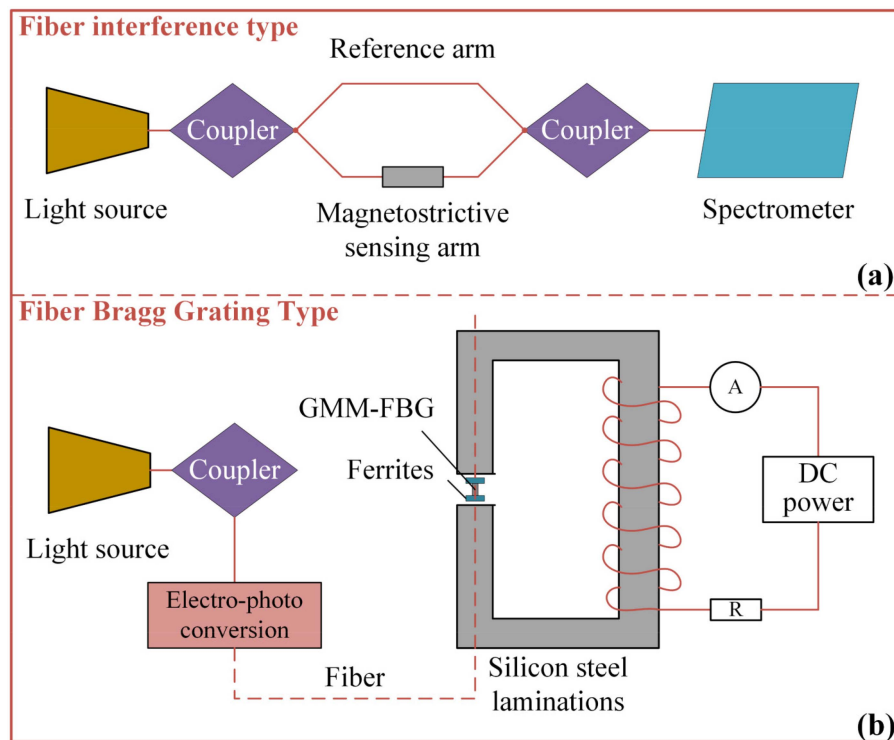 Fiber interference type
Reference arm
Coupler
Coupler
Light source
Magnetostrictive
sensing arm
Spectrometer
(a)
Fiber Bragg Grating Type
GMM-FBG
Ferrites
Coupler
Light source
Electro-photo
conversion
Fiber
Silicon steel
laminations
A
DC
power
R
(b)